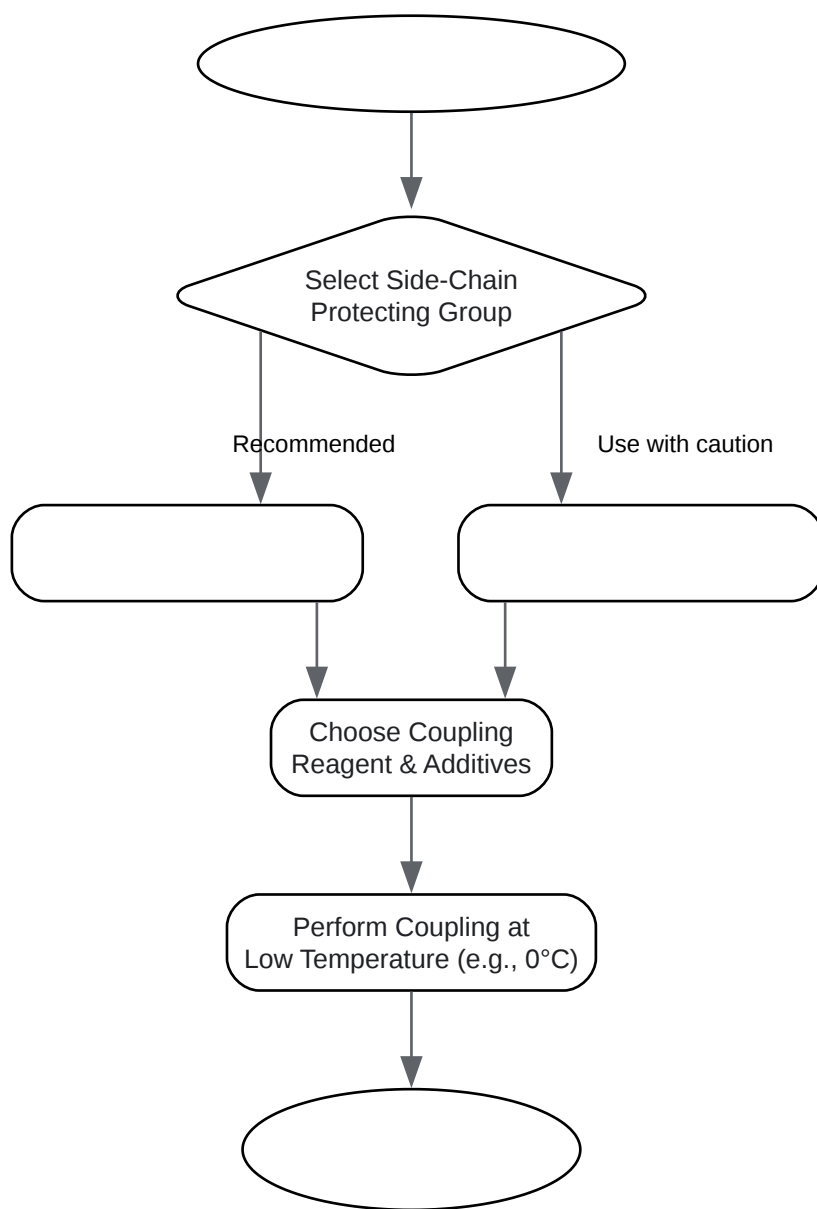 Select Side-Chain
Protecting Group
Recommended
Use with caution
Choose Coupling
Reagent & Additives
Perform Coupling at
Low Temperature (e.g., 0°C)